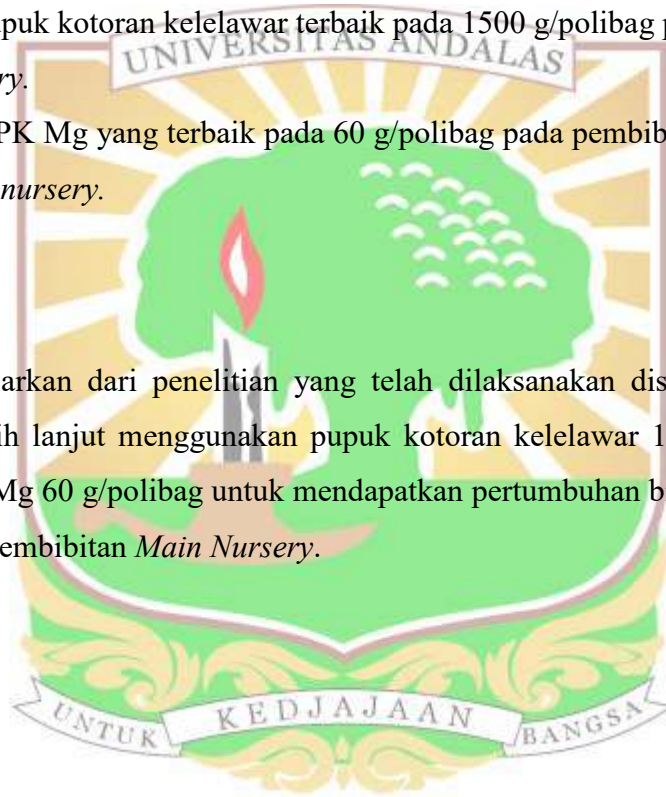 upuk kotoran kelelawar terbaik pada 1500 g/polibag p
UNIVERSITAS ANDALAS
ry.
PK Mg yang terbaik pada 60 g/polibag pada pembib
nursery.
arkan dari penelitian yang telah dilaksanakan dis
ih lanjut menggunakan pupuk kotoran kelelawar 1
Mg 60 g/polibag untuk mendapatkan pertumbuhan b
embibitan Main Nursery.
UNTUK KEDJAJAAN BANGSA